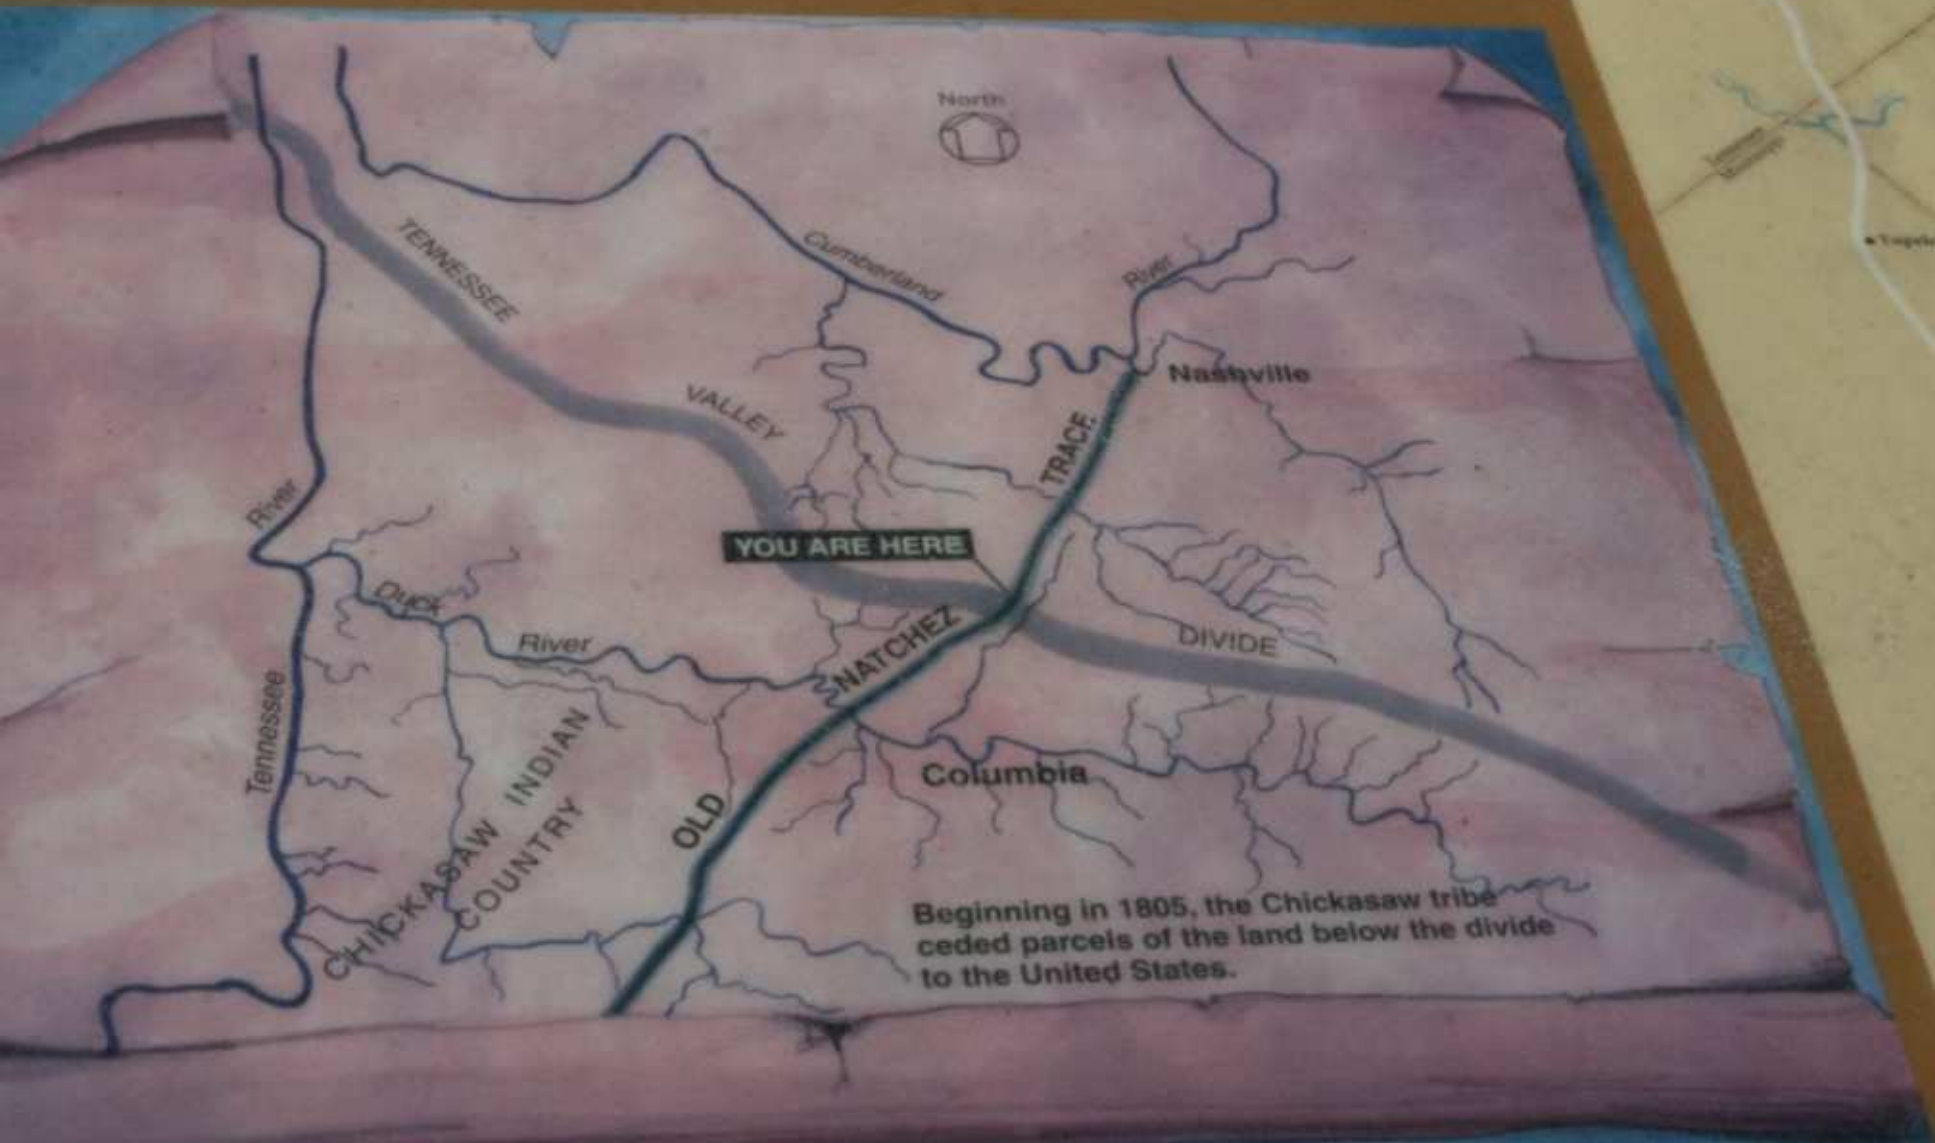 North
TENNESSEE
Cumberland
River
Nashville
VALLEY
TRACE
River
YOU ARE HERE
Duck
River
NATCHEZ
DIVIDE
Tennessee
CHICKASAW INDIAN
COUNTRY
OLD
Columbia
Beginning in 1805, the Chickasaw tribe
ceded parcels of the land below the divide
to the United States.